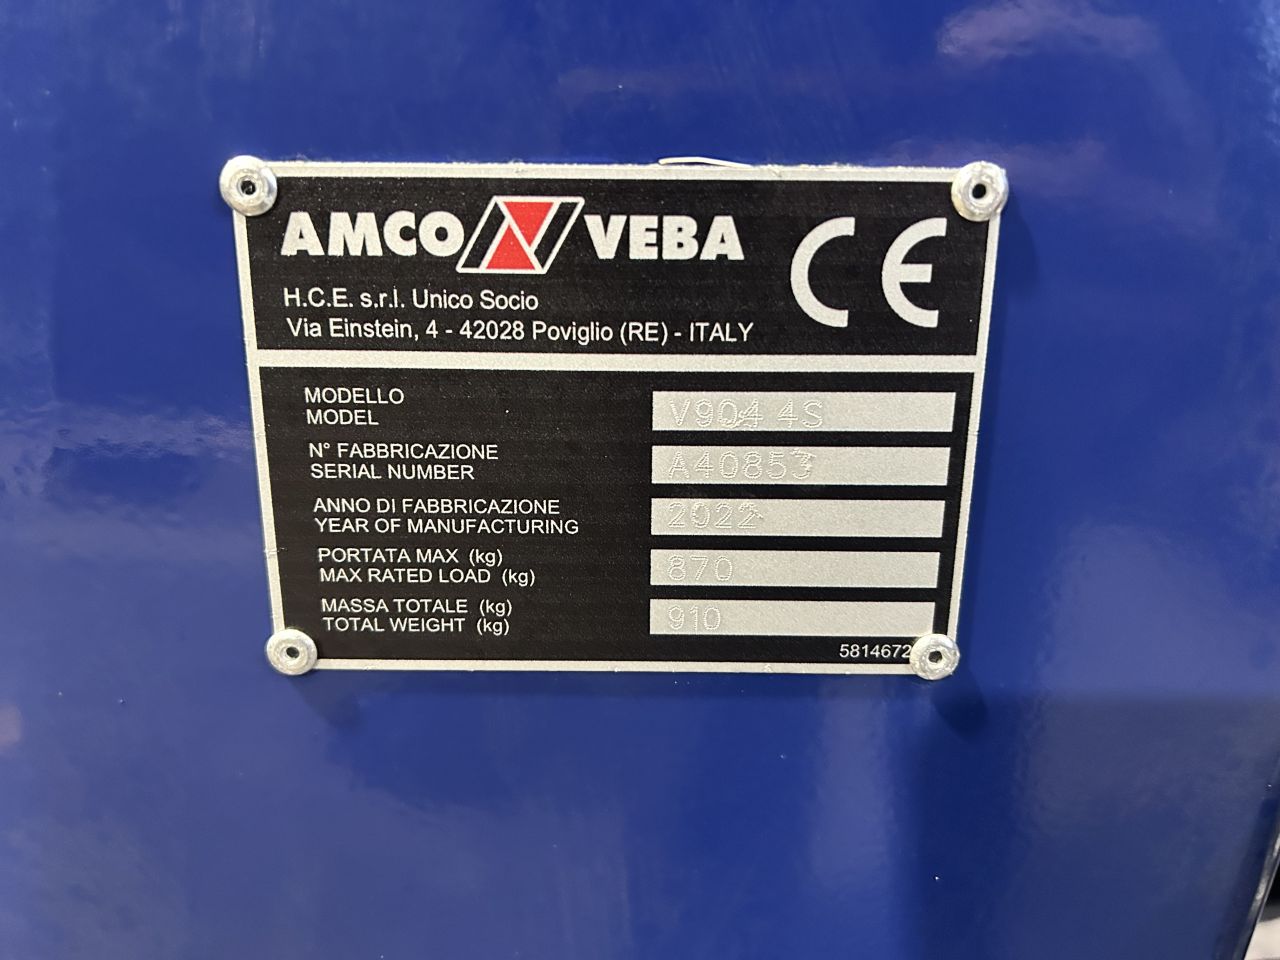 AMCO VEBA
CE
H.C.E. s.r.l. Unico Socio
Via Einstein, 4 - 42028 Poviglio (RE) - ITALY
MODELLO
MODEL
V904 4S
N° FABBRICAZIONE
SERIAL NUMBER
A40853
ANNO DI FABBRICAZIONE
YEAR OF MANUFACTURING
2022
PORTATA MAX (kg)
MAX RATED LOAD (kg)
870
MASSA TOTALE (kg)
TOTAL WEIGHT (kg)
910
5814672